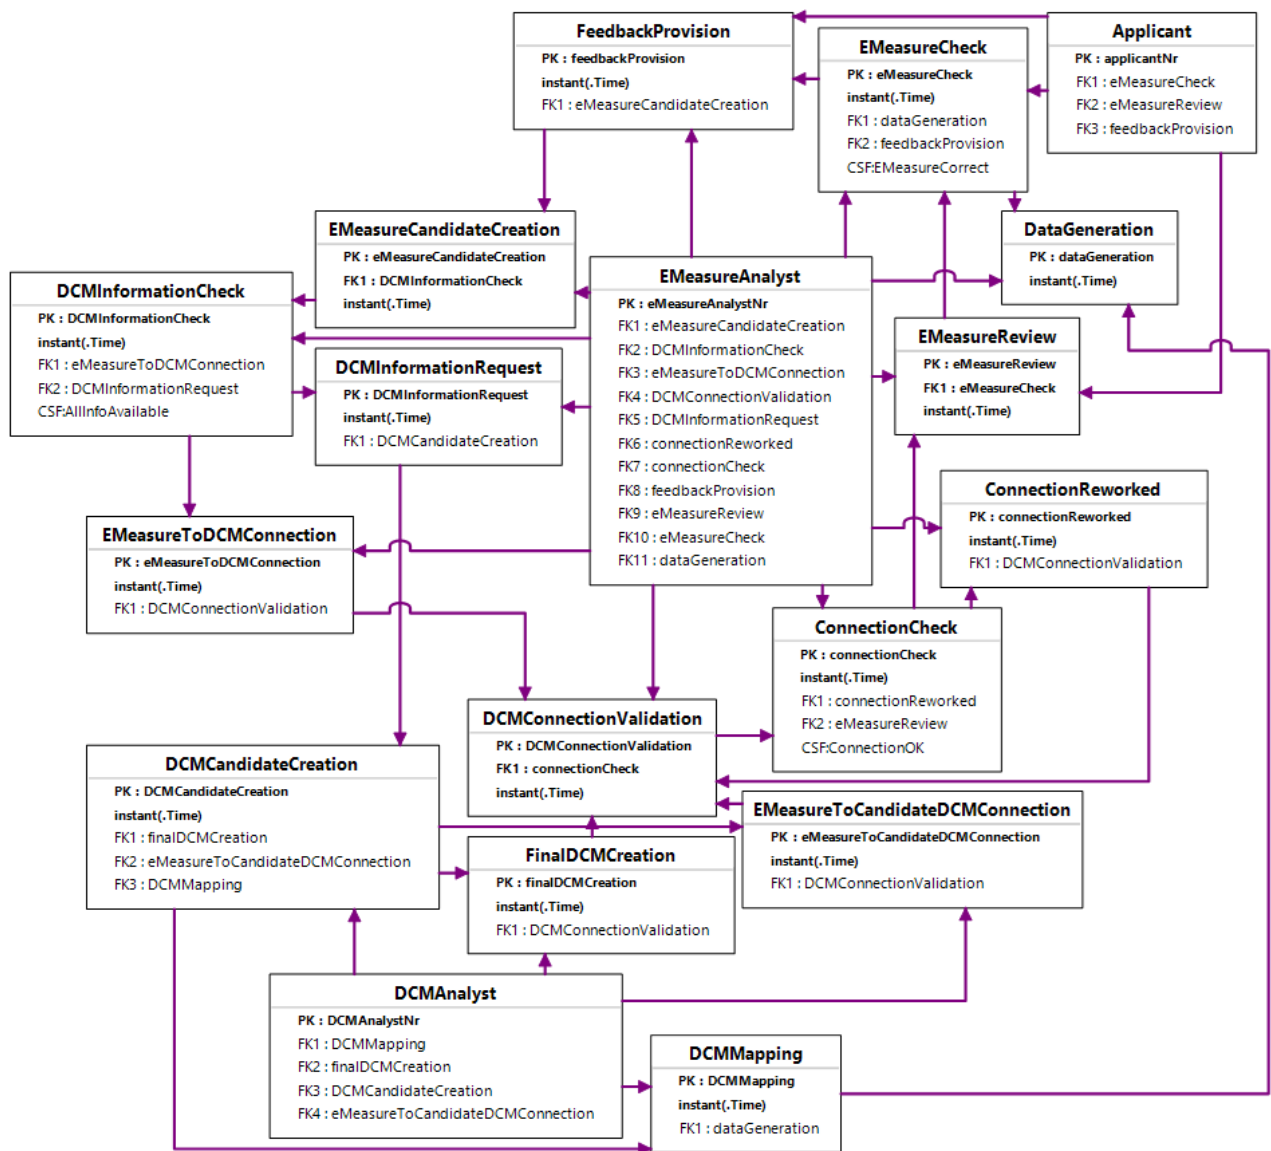 FeedbackProvision
PK : feedbackProvision
instant(.Time)
FK1 : eMeasureCandidateCreation
EMeasureCheck
PK : eMeasureCheck
instant(.Time)
FK1 : dataGeneration
FK2 : feedbackProvision
CSF:EMeasureCorrect
Applicant
PK : applicantNr
FK1 : eMeasureCheck
FK2 : eMeasureReview
FK3 : feedbackProvision
EMeasureCandidateCreation
PK : eMeasureCandidateCreation
FK1 : DCMInformationCheck
instant(.Time)
DataGeneration
PK : dataGeneration
instant(.Time)
DCMInformationCheck
PK : DCMInformationCheck
instant(.Time)
FK1 : eMeasureToDCMConnection
FK2 : DCMInformationRequest
CSF:AllInfoAvailable
EMeasureAnalyst
PK : eMeasureAnalystNr
FK1 : eMeasureCandidateCreation
FK2 : DCMInformationCheck
FK3 : eMeasureToDCMConnection
FK4 : DCMConnectionValidation
FK5 : DCMInformationRequest
FK6 : connectionReworked
FK7 : connectionCheck
FK8 : feedbackProvision
FK9 : eMeasureReview
FK10 : eMeasureCheck
FK11 : dataGeneration
EMeasureReview
PK : eMeasureReview
FK1 : eMeasureCheck
instant(.Time)
DCMInformationRequest
PK : DCMInformationRequest
instant(.Time)
FK1 : DCMCandidateCreation
ConnectionReworked
PK : connectionReworked
instant(.Time)
FK1 : DCMConnectionValidation
EMeasureToDCMConnection
PK : eMeasureToDCMConnection
instant(.Time)
FK1 : DCMConnectionValidation
ConnectionCheck
PK : connectionCheck
instant(.Time)
FK1 : connectionReworked
FK2 : eMeasureReview
CSF:ConnectionOK
DCMConnectionValidation
PK : DCMConnectionValidation
FK1 : connectionCheck
instant(.Time)
DCMCandidateCreation
PK : DCMCandidateCreation
instant(.Time)
FK1 : finalDCMCreation
FK2 : eMeasureToCandidateDCMConnection
FK3 : DCMMapping
EMeasureToCandidateDCMConnection
PK : eMeasureToCandidateDCMConnection
instant(.Time)
FK1 : DCMConnectionValidation
FinalDCMCreation
PK : finalDCMCreation
instant(.Time)
FK1 : DCMConnectionValidation
DCMAnalyst
PK : DCMAnalystNr
FK1 : DCMMapping
FK2 : finalDCMCreation
FK3 : DCMCandidateCreation
FK4 : eMeasureToCandidateDCMConnection
DCMMapping
PK : DCMMapping
instant(.Time)
FK1 : dataGeneration